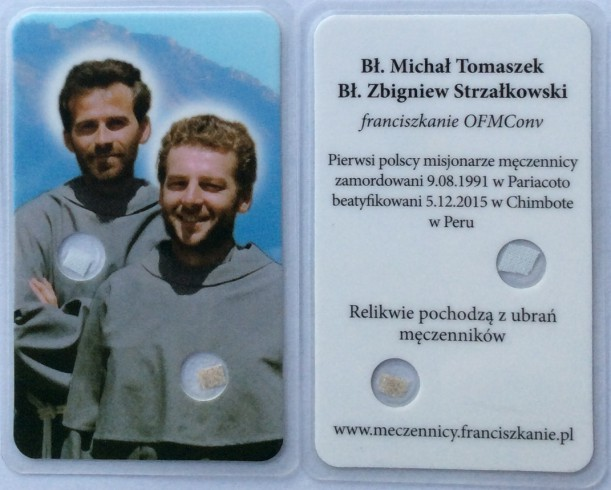 Bł. Michał Tomaszek
Bł. Zbigniew Strzałkowski
franciszkanie OFMConv
Pierwsi polscy misjonarze męczennicy
zamordowani 9.08.1991 w Pariacoto
beatyfikowani 5.12.2015 w Chimbote
w Peru
Relikwie pochodzą z ubrań
męczenników
www.meczennicy.franciszkanie.pl